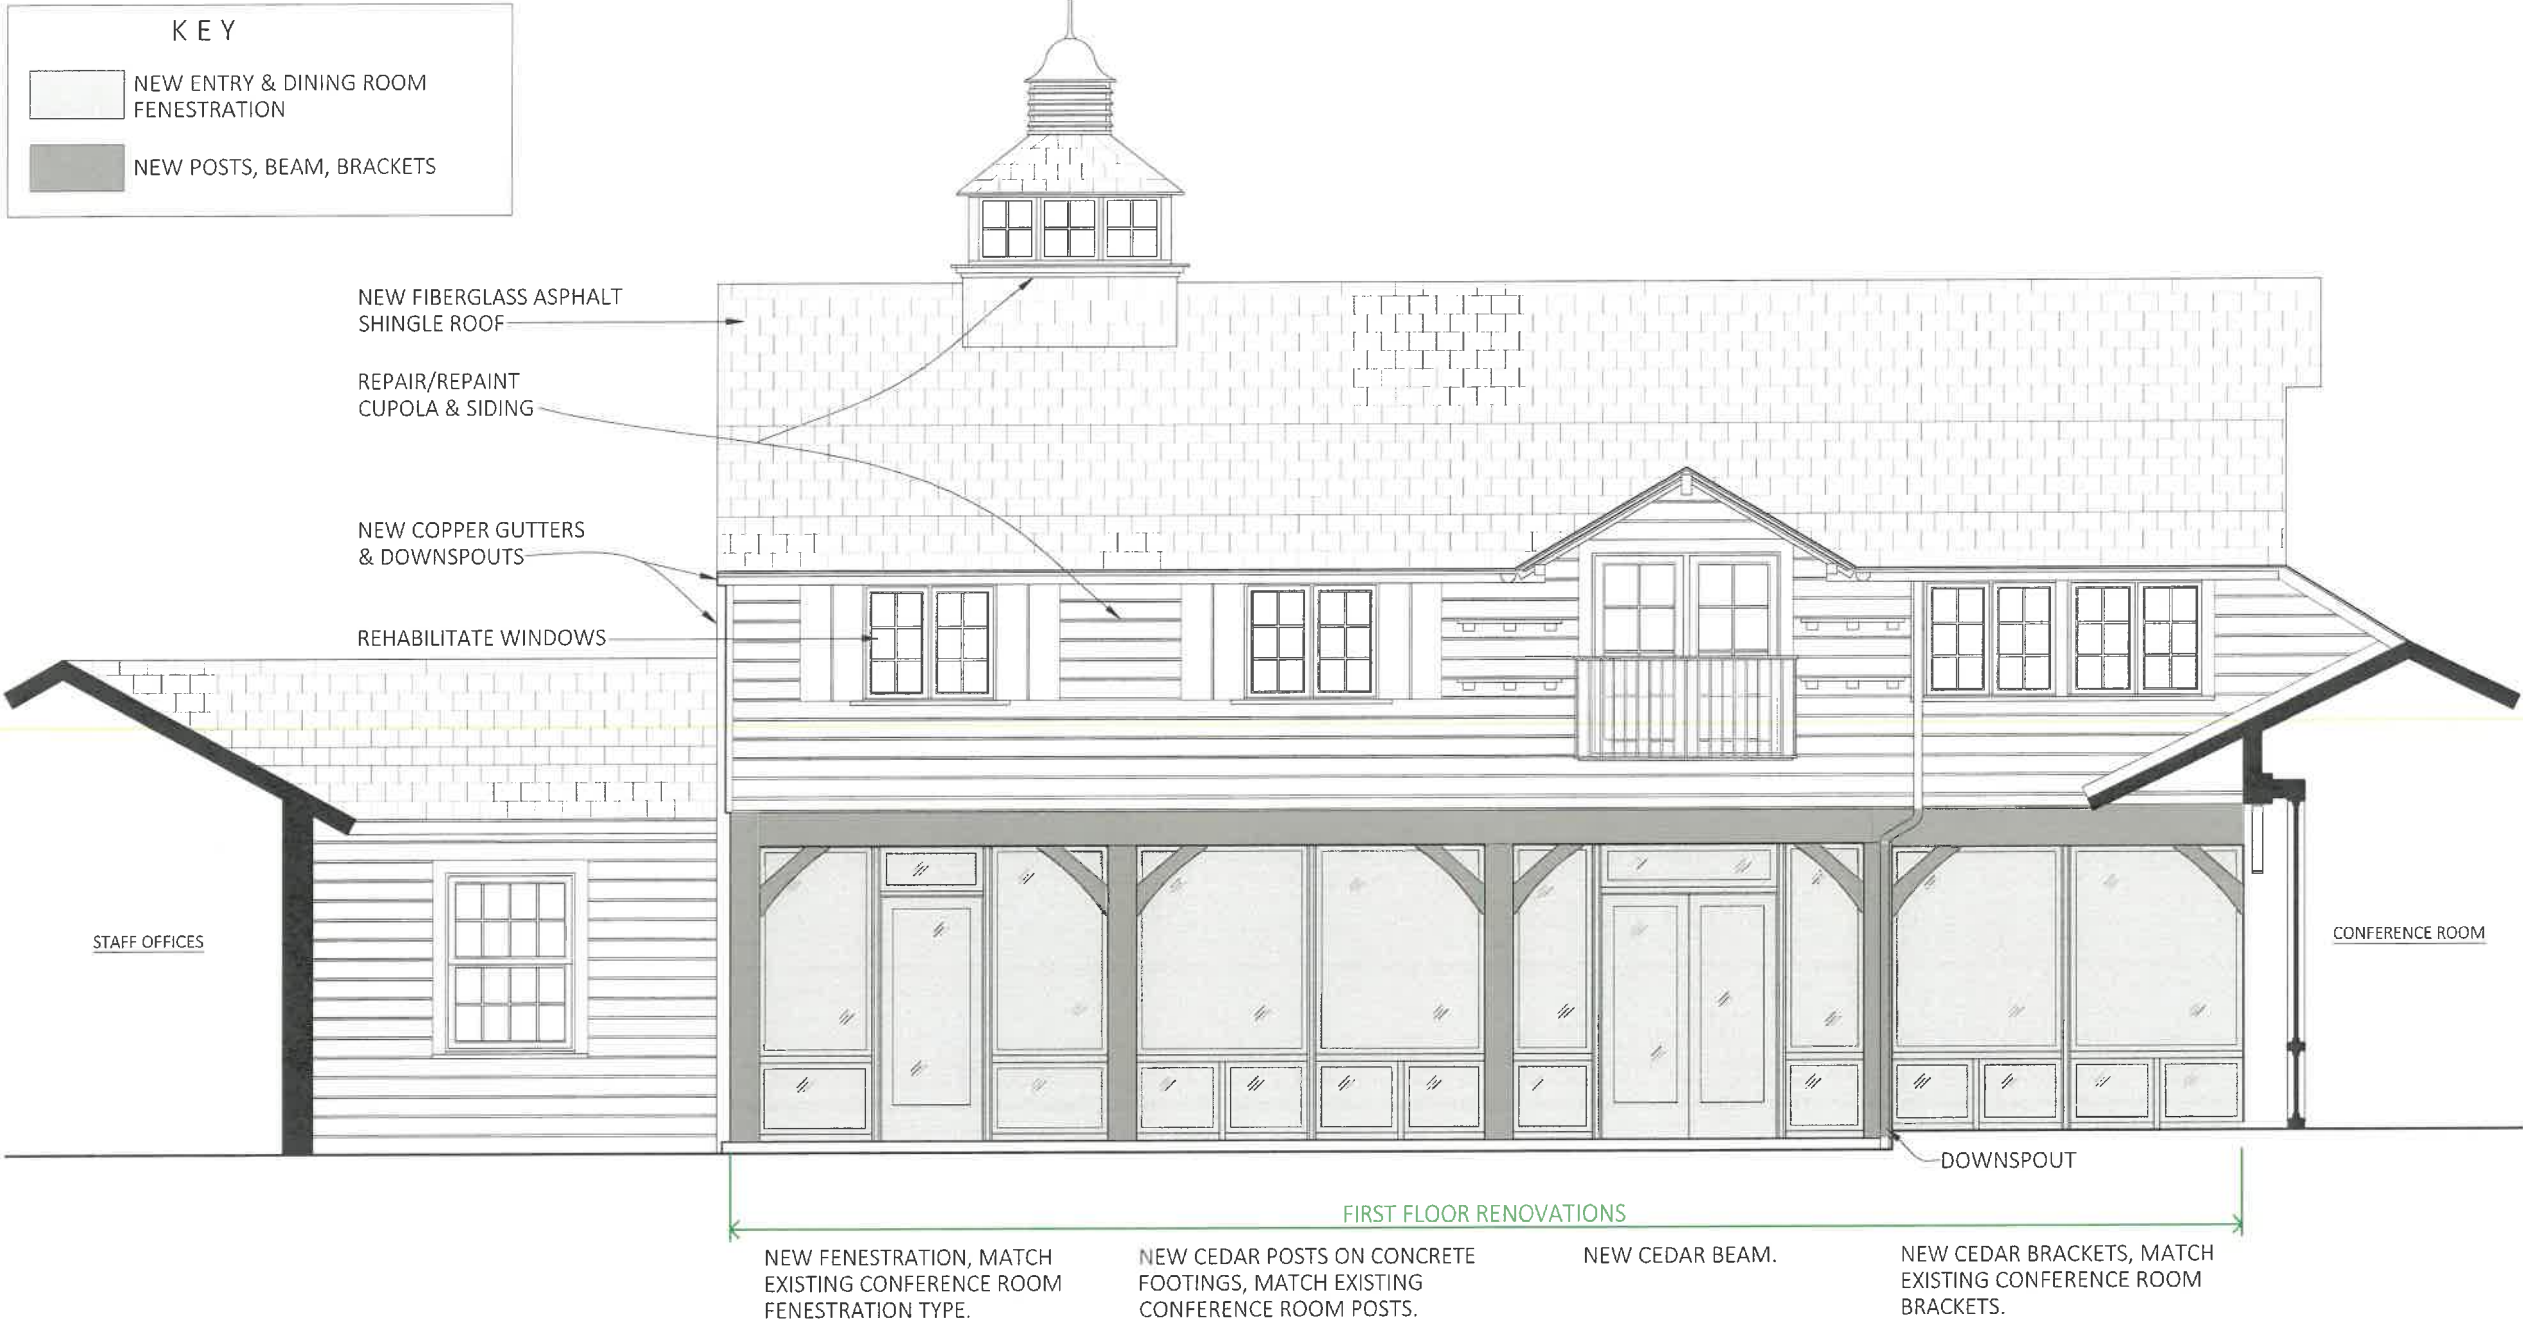 KEY
NEW ENTRY & DINING ROOM
FENESTRATION
NEW POSTS, BEAM, BRACKETS
NEW FIBERGLASS ASPHALT
SHINGLE ROOF
REPAIR/REPAINT
CUPOLA & SIDING
NEW COPPER GUTTERS
& DOWNSPOUTS
REHABILITATE WINDOWS
STAFF OFFICES
CONFERENCE ROOM
DOWNSPOUT
FIRST FLOOR RENOVATIONS
NEW FENESTRATION, MATCH
EXISTING CONFERENCE ROOM
FENESTRATION TYPE.
NEW CEDAR POSTS ON CONCRETE
FOOTINGS, MATCH EXISTING
CONFERENCE ROOM POSTS.
NEW CEDAR BEAM.
NEW CEDAR BRACKETS, MATCH
EXISTING CONFERENCE ROOM
BRACKETS.